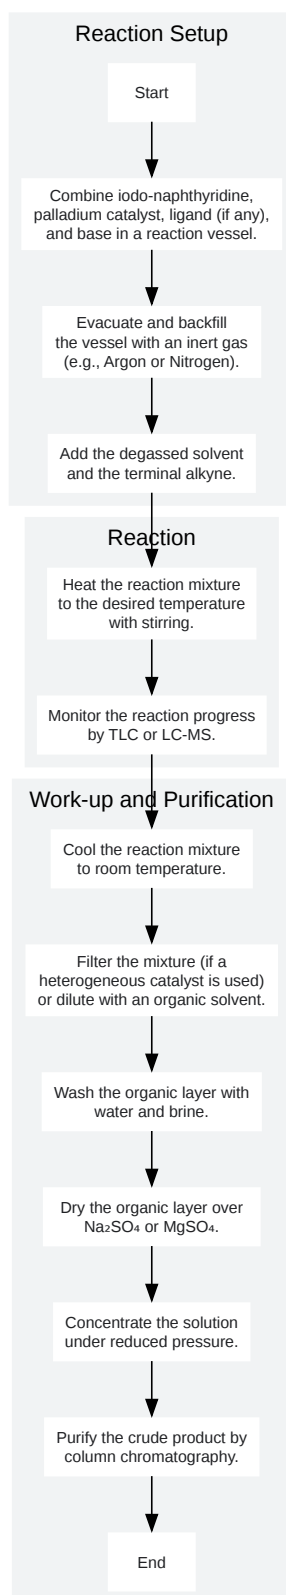 Reaction Setup
Start
Combine iodo-naphthyridine,
palladium catalyst, ligand (if any),
and base in a reaction vessel.
Evacuate and backfill
the vessel with an inert gas
(e.g., Argon or Nitrogen).
Add the degassed solvent
and the terminal alkyne.
Reaction
Heat the reaction mixture
to the desired temperature
with stirring.
Monitor the reaction progress
by TLC or LC-MS.
Work-up and Purification
Cool the reaction mixture
to room temperature.
Filter the mixture (if a
heterogeneous catalyst is used)
or dilute with an organic solvent.
Wash the organic layer with
water and brine.
Dry the organic layer over
Na₂SO₄ or MgSO₄.
Concentrate the solution
under reduced pressure.
Purify the crude product by
column chromatography.
End